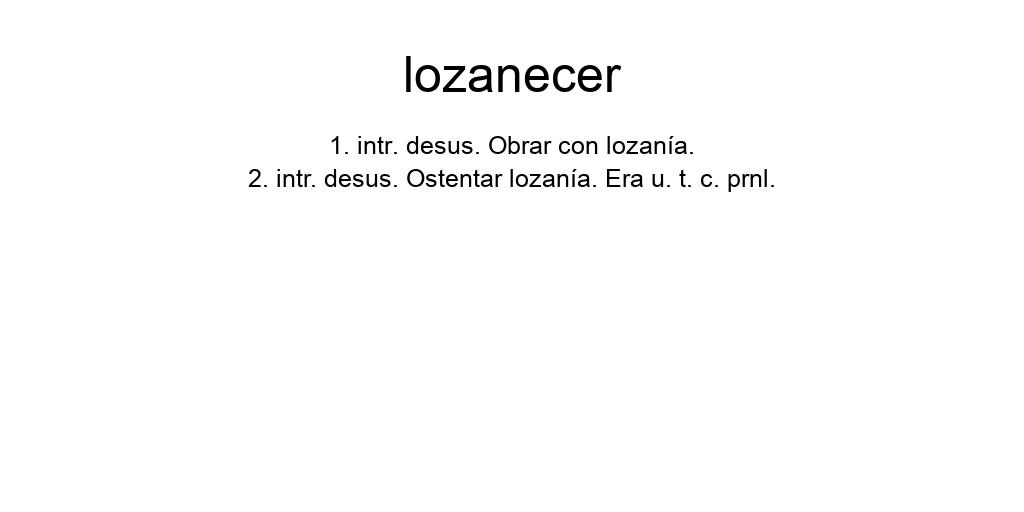 lozanecer
1. intr. desus. Obrar con lozanía.
2. intr. desus. Ostentar lozanía. Era u. t. c. prnl.